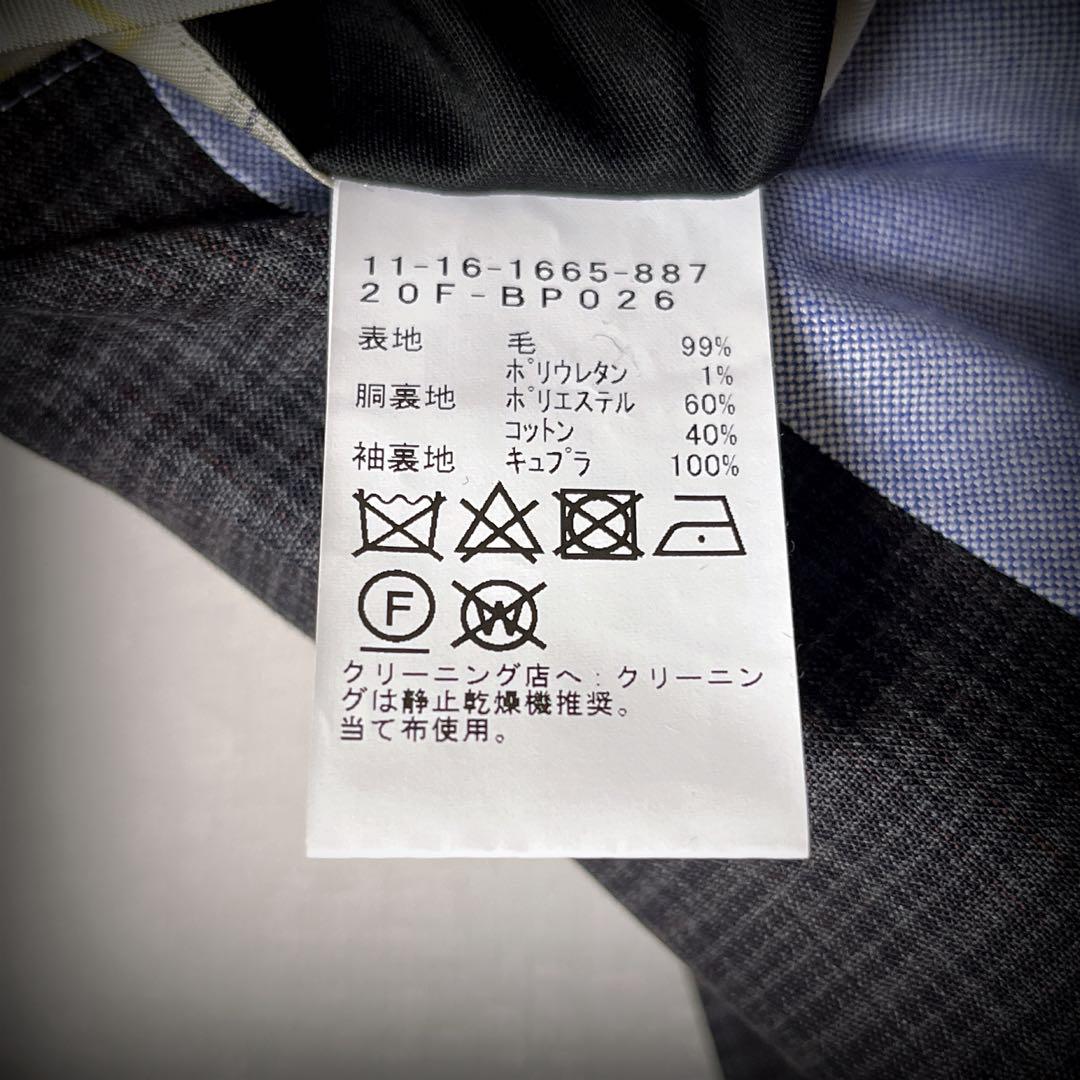 11-16-1665-887
20F-BP026
表地 毛 99%
ポリウレタン 1%
胴裏地 ポリエステル 60%
コットン 40%
袖裏地 キュプラ 100%
F W
クリーニング店へ：クリーニン
グは静止乾燥機推奨。
当て布使用。